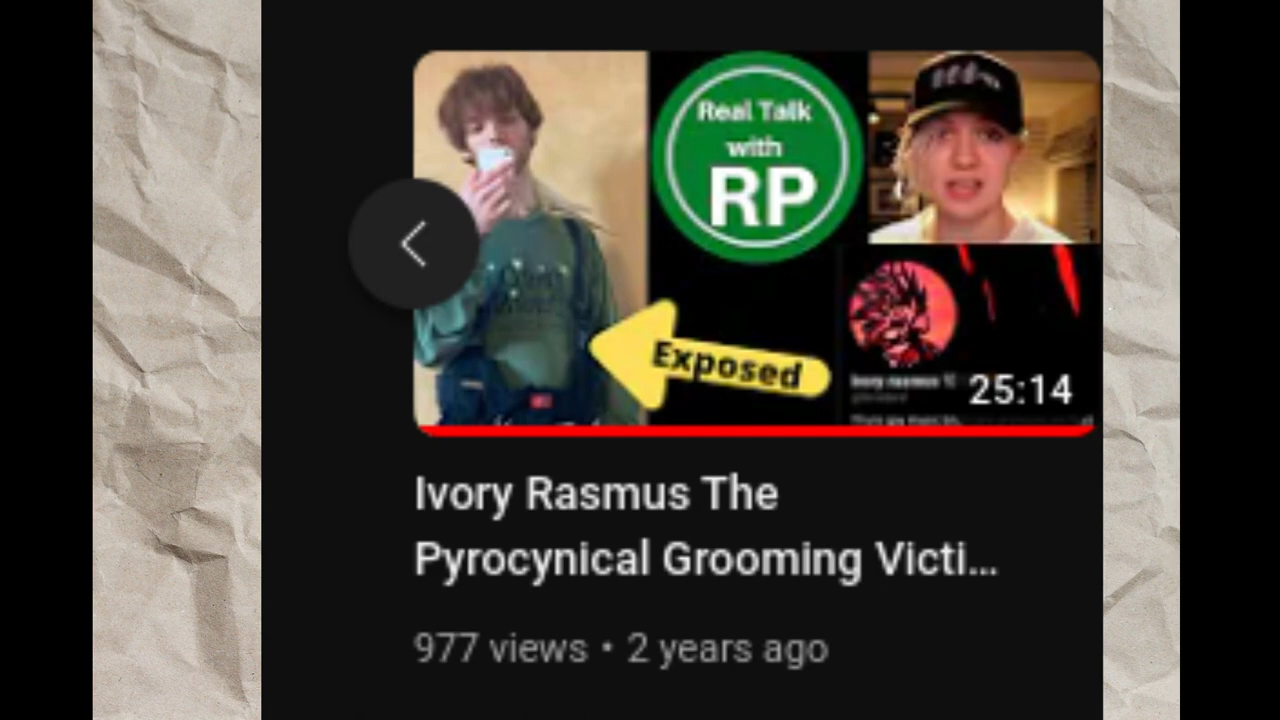 Real Talk
with
RP
Exposed
25:14
Ivory Rasmus The
Pyrocynical Grooming Victi...
977 views • 2 years ago